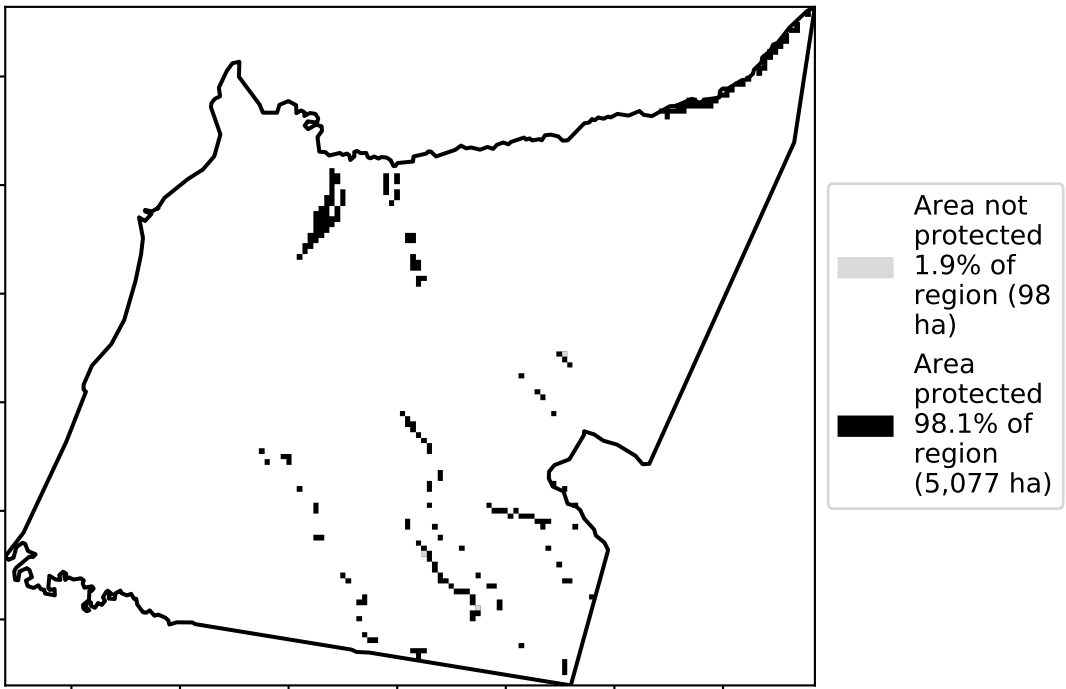 Area not
protected
1.9% of
region (98
ha)
Area
protected
98.1% of
region
(5,077 ha)